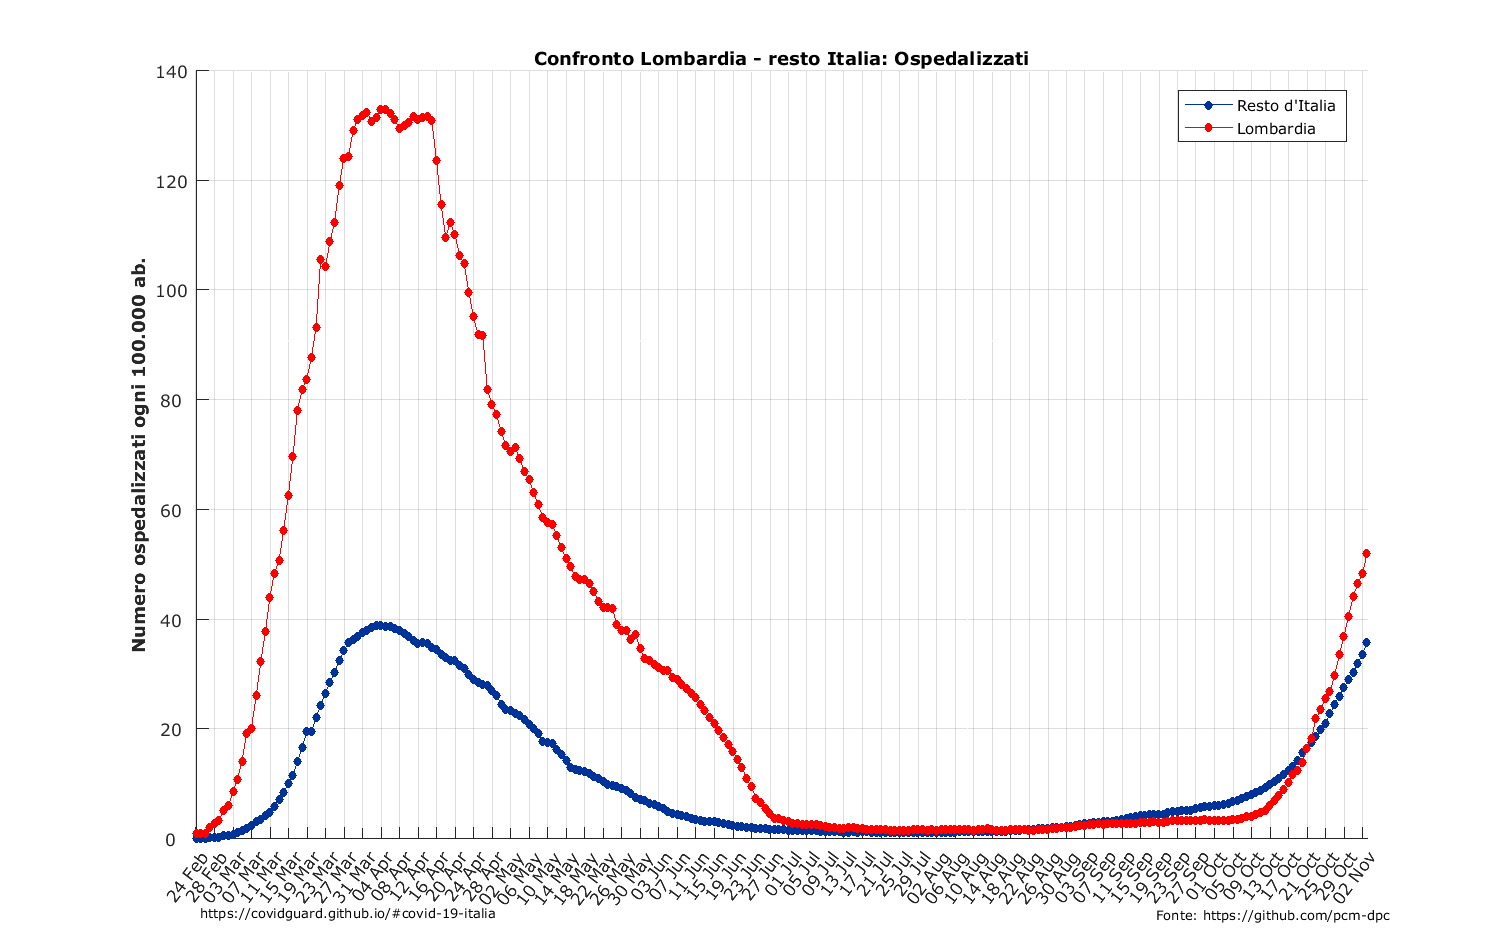 Confronto Lombardia - resto Italia: Ospedalizzati
Resto d'Italia
Lombardia
Numero ospedalizzati ogni 100.000 ab.
140
120
100
80
60
40
20
0
24 Feb
28 Feb
03 Mar
07 Mar
11 Mar
15 Mar
19 Mar
23 Mar
27 Mar
31 Mar
04 Apr
08 Apr
12 Apr
16 Apr
20 Apr
24 Apr
28 Apr
02 May
06 May
10 May
14 May
18 May
22 May
26 May
30 May
03 Jun
07 Jun
11 Jun
15 Jun
19 Jun
23 Jun
27 Jun
01 Jul
05 Jul
09 Jul
13 Jul
17 Jul
21 Jul
25 Jul
29 Jul
02 Aug
06 Aug
10 Aug
14 Aug
18 Aug
22 Aug
26 Aug
30 Aug
03 Sep
07 Sep
11 Sep
15 Sep
19 Sep
23 Sep
27 Sep
01 Oct
05 Oct
09 Oct
13 Oct
17 Oct
21 Oct
25 Oct
29 Oct
02 Nov
https://covidguard.github.io/#covid-19-italia
Fonte: https://github.com/pcm-dpc